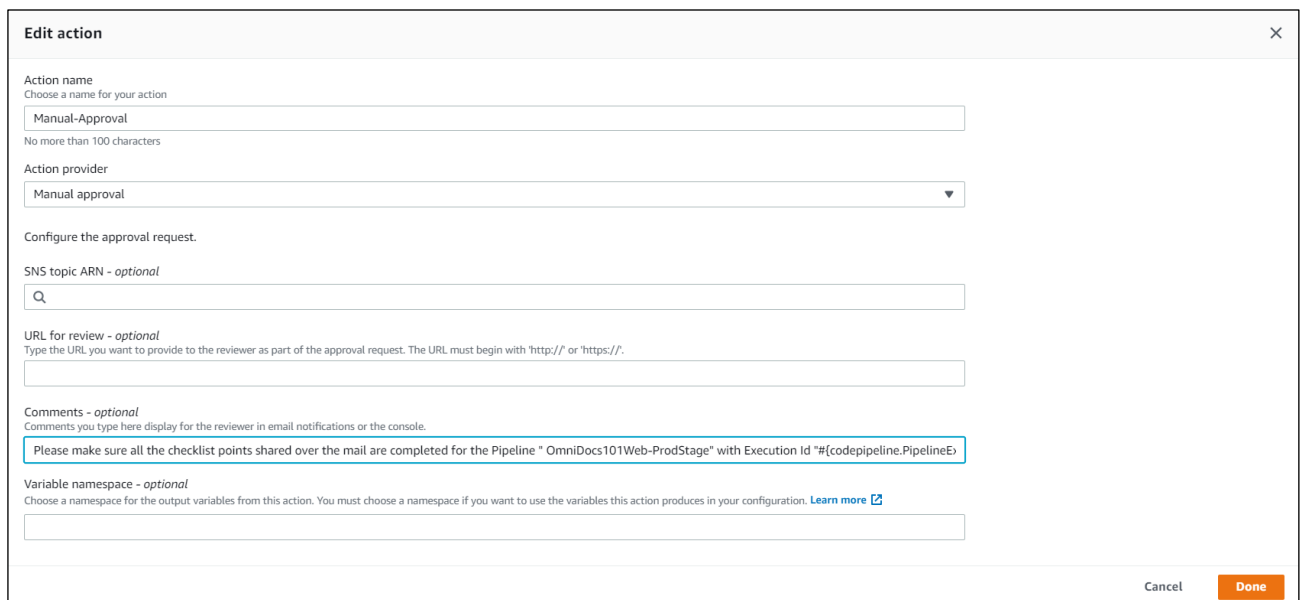 Edit action
Action name
Choose a name for your action
Manual-Approval
No more than 100 characters
Action provider
Manual approval
Configure the approval request.
SNS topic ARN - optional
URL for review - optional
Type the URL you want to provide to the reviewer as part of the approval request. The URL must begin with 'http://' or 'https://'.
Comments - optional
Comments you type here display for the reviewer in email notifications or the console.
Please make sure all the checklist points shared over the mail are completed for the Pipeline " OmniDocs101Web-ProdStage" with Execution Id "#{codepipeline.PipelineEx
Variable namespace - optional
Choose a namespace for the output variables from this action. You must choose a namespace if you want to use the variables this action produces in your configuration. Learn more
Cancel Done